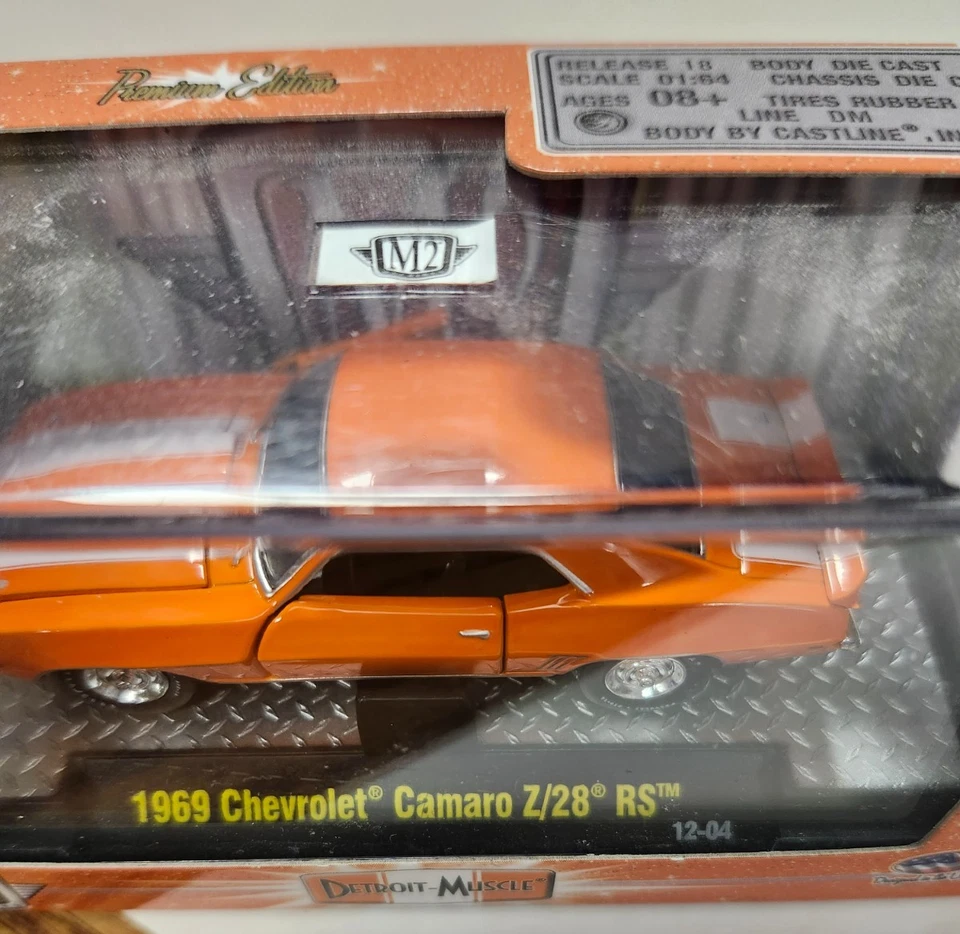 Premium Edition
RELEASE 18 BODY DIE CAST
SCALE 01:64 CHASSIS DIE C
AGES 08+ TIRES RUBBER
LINE DM
BODY BY CASTLINE®, IN
M2
1969 Chevrolet® Camaro Z/28® RS™
12-04
DETROIT-MUSCLE™